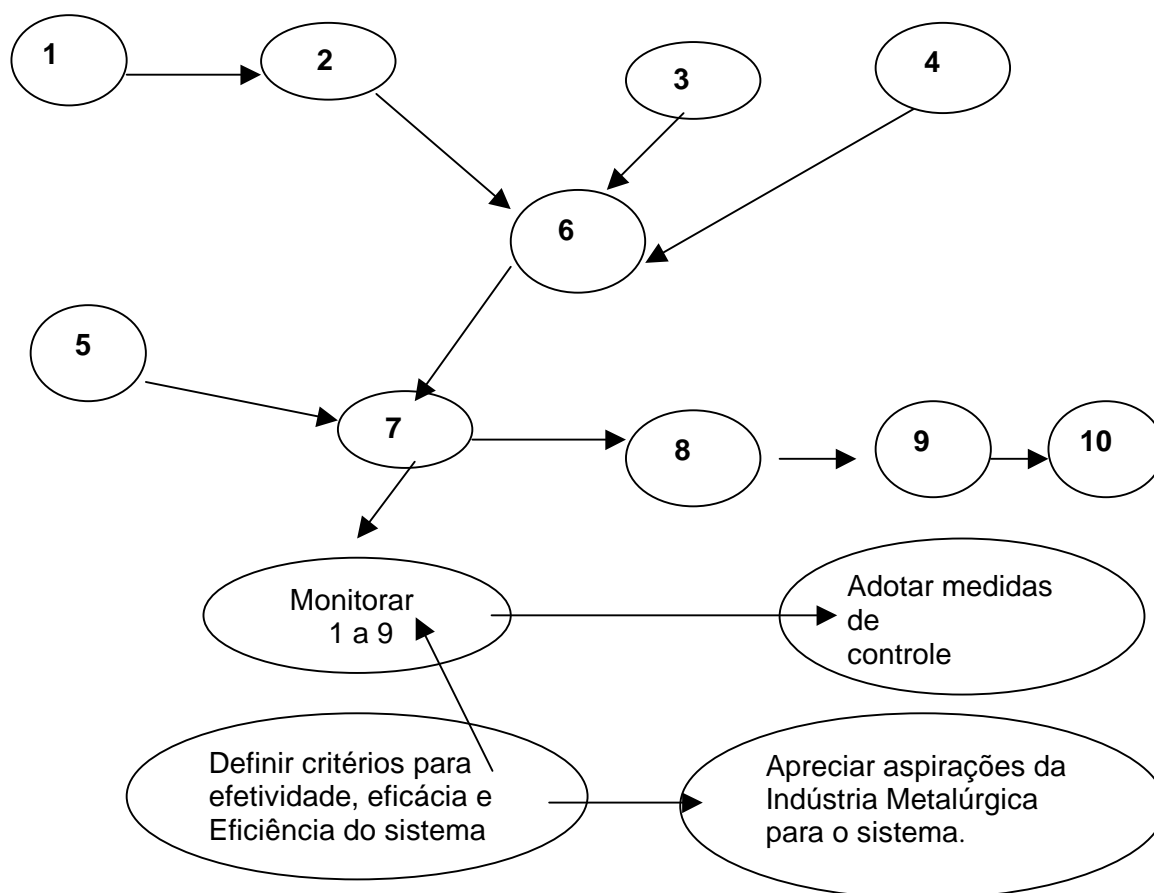 1
2
3
4
6
5
7
8
9
10
Monitorar
1 a 9
Adotar medidas
de
controle
Definir critérios para
efetividade, eficácia e
Eficiência do sistema
Apreciar aspirações da
Indústria Metalúrgica
para o sistema.